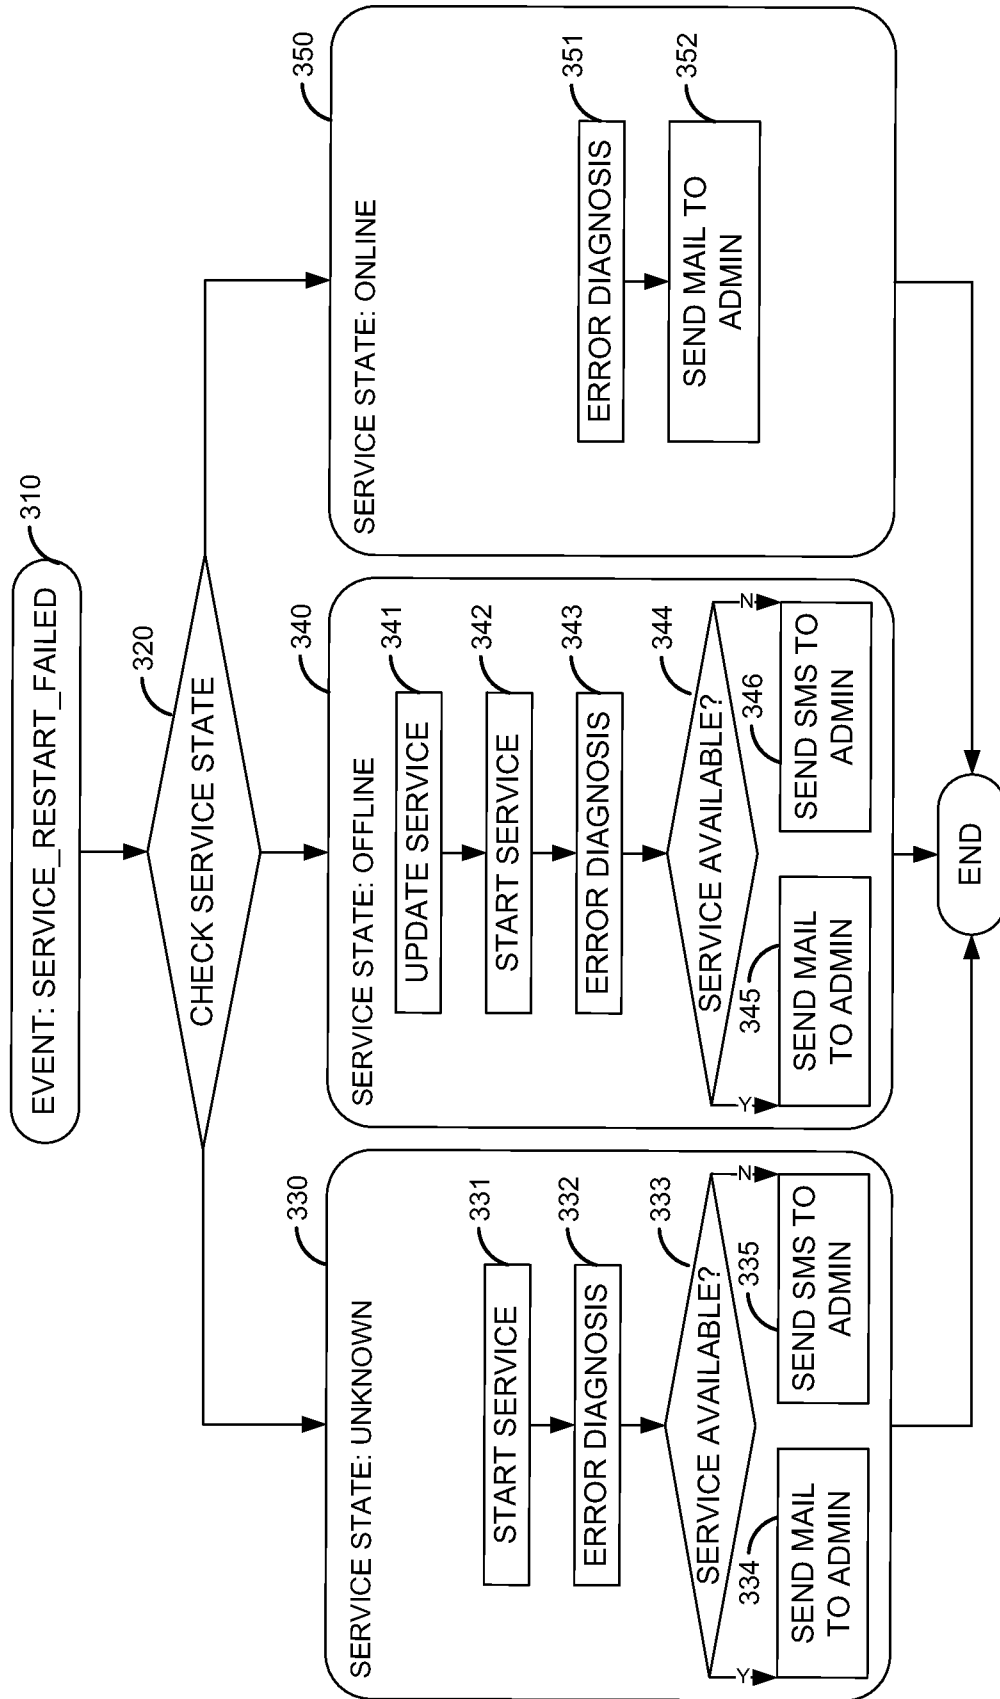 EVENT: SERVICE_RESTART_FAILED
310
CHECK SERVICE STATE
320
SERVICE STATE: UNKNOWN
330
START SERVICE
331
ERROR DIAGNOSIS
332
SERVICE AVAILABLE?
333
Y
N
334
SEND MAIL
TO ADMIN
335
SEND SMS TO
ADMIN
SERVICE STATE: OFFLINE
340
UPDATE SERVICE
341
START SERVICE
342
ERROR DIAGNOSIS
343
SERVICE AVAILABLE?
344
Y
N
345
SEND MAIL
TO ADMIN
346
SEND SMS TO
ADMIN
SERVICE STATE: ONLINE
350
ERROR DIAGNOSIS
351
SEND MAIL TO
ADMIN
352
END